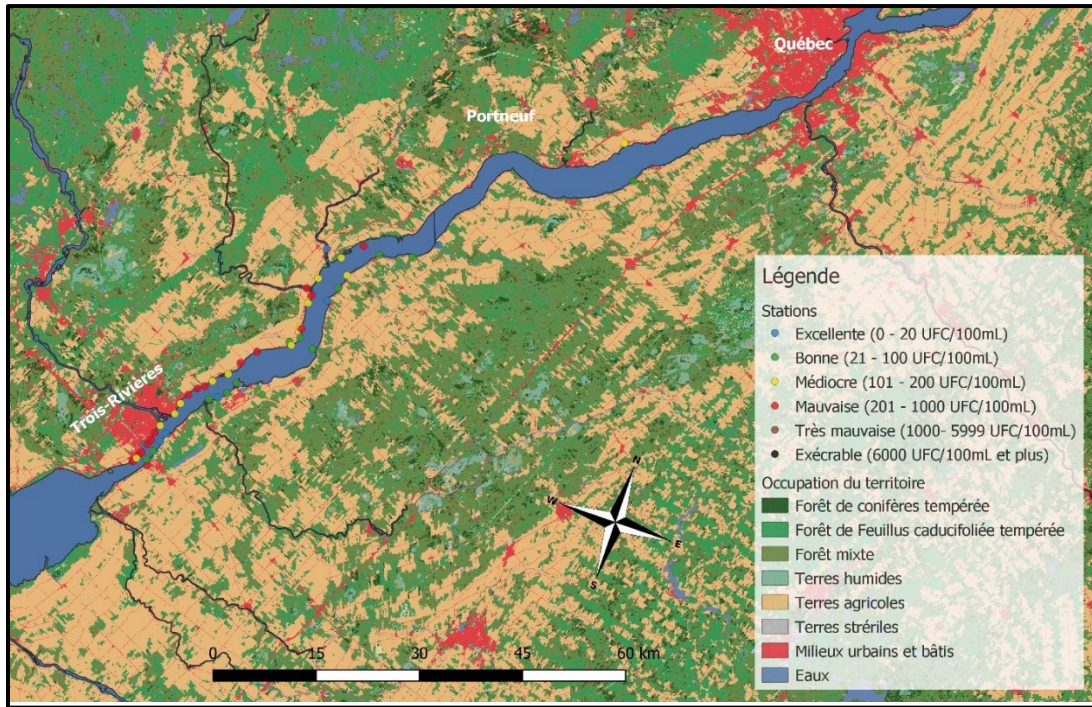 Québec
Portneuf
Trois-Rivières
Légende
Stations
Excellente (0 - 20 UFC/100mL)
Bonne (21 - 100 UFC/100mL)
Médiocre (101 - 200 UFC/100mL)
Mauvaise (201 - 1000 UFC/100mL)
Très mauvaise (1000- 5999 UFC/100mL)
Exécrable (6000 UFC/100mL et plus)
Occupation du territoire
Forêt de conifères tempérée
Forêt de Feuillus caducifoliée tempérée
Forêt mixte
Terres humides
Terres agricoles
Terres strériles
Milieux urbains et bâtis
Eaux
N
W
E
S
0 15 30 45 60 km